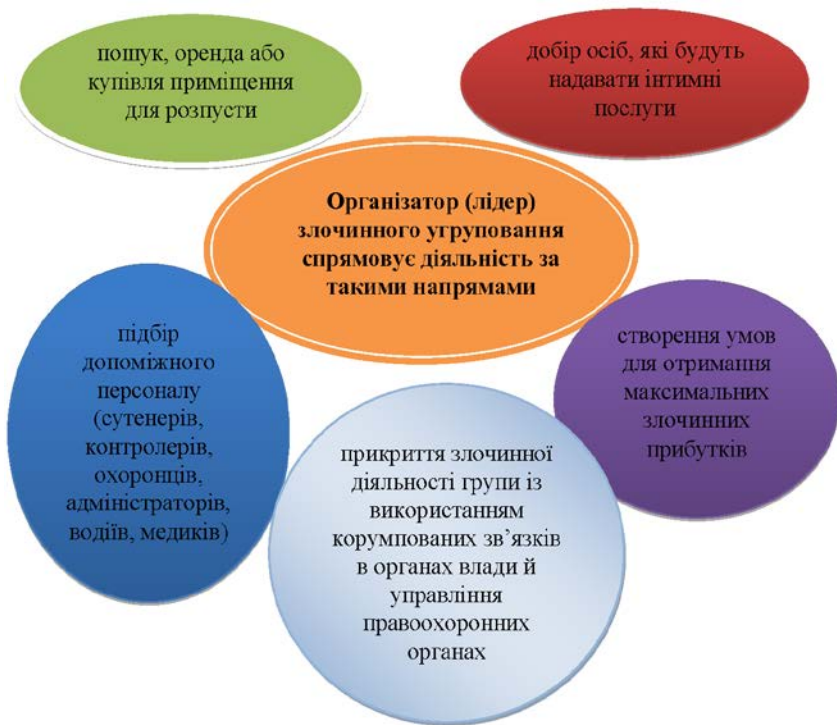 пошук, оренда або
купівля приміщення
для розпусти
добір осіб, які будуть
надавати інтимні
послуги
Організатор (лідер)
злочинного угруповання
спрямовує діяльність за
такими напрямами
підбір
допоміжного
персоналу
(сутенерів,
контролерів,
охоронців,
адміністраторів,
водіїв, медиків)
створення умов
для отримання
максимальних
злочинних
прибутків
прикриття злочинної
діяльності групи із
використанням
корумпованих зв’язків
в органах влади й
управління
правоохоронних
органах